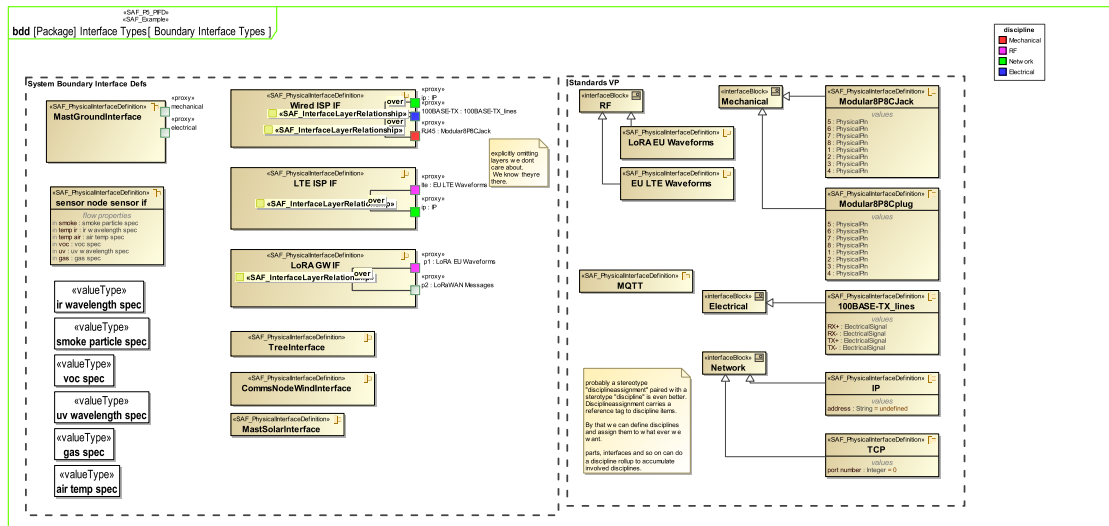 «SAF_P5_PIFD»
«SAF_Example»
bdd [Package] Interface Types[ Boundary Interface Types ]
discipline
Mechanical
RF
Network
Electrical
System Boundary Interface Defs
«SAF_PhysicalInterfaceDefinition»
MastGroundInterface
«proxy»
mechanical
«proxy»
electrical
«SAF_PhysicalInterfaceDefinition»
sensor node sensor if
flow properties
in smoke : smoke particle spec
in temp ir : ir wavelength spec
in temp air : air temp spec
in voc : voc spec
in uv : uv wavelength spec
in gas : gas spec
«valueType»
ir wavelength spec
«valueType»
smoke particle spec
«valueType»
voc spec
«valueType»
uv wavelength spec
«valueType»
gas spec
«valueType»
air temp spec
«SAF_PhysicalInterfaceDefinition»
Wired ISP IF
«proxy»
ip : IP
over
«SAF_InterfaceLayerRelationship»
«proxy»
100BASE-TX : 100BASE-TX_lines
over
«SAF_InterfaceLayerRelationship»
«proxy»
RJ45 : Modular8P8CJack
explicitly omitting
layers we dont
care about.
We know theyre
there.
«SAF_PhysicalInterfaceDefinition»
LTE ISP IF
«proxy»
lte : EU LTE Waveforms
over
«SAF_InterfaceLayerRelationship»
«proxy»
ip : IP
«SAF_PhysicalInterfaceDefinition»
LoRA GW IF
«proxy»
p1 : LoRA EU Waveforms
over
«SAF_InterfaceLayerRelationship»
«proxy»
p2 : LoRaWAN Messages
«SAF_PhysicalInterfaceDefinition»
TreeInterface
«SAF_PhysicalInterfaceDefinition»
CommsNodeWindInterface
«SAF_PhysicalInterfaceDefinition»
MastSolarInterface
Standards VP
«interfaceBlock»
RF
«SAF_PhysicalInterfaceDefinition»
LoRA EU Waveforms
«SAF_PhysicalInterfaceDefinition»
EU LTE Waveforms
«interfaceBlock»
Mechanical
«SAF_PhysicalInterfaceDefinition»
Modular8P8CJack
values
5 : PhysicalPin
6 : PhysicalPin
7 : PhysicalPin
8 : PhysicalPin
1 : PhysicalPin
2 : PhysicalPin
3 : PhysicalPin
4 : PhysicalPin
«SAF_PhysicalInterfaceDefinition»
Modular8P8Cplug
values
5 : PhysicalPin
6 : PhysicalPin
7 : PhysicalPin
8 : PhysicalPin
1 : PhysicalPin
2 : PhysicalPin
3 : PhysicalPin
4 : PhysicalPin
«SAF_PhysicalInterfaceDefinition»
MQTT
«interfaceBlock»
Electrical
«SAF_PhysicalInterfaceDefinition»
100BASE-TX_lines
values
RX+ : ElectricalSignal
RX- : ElectricalSignal
TX+ : ElectricalSignal
TX- : ElectricalSignal
«interfaceBlock»
Network
«SAF_PhysicalInterfaceDefinition»
IP
values
address : String = undefined
«SAF_PhysicalInterfaceDefinition»
TCP
values
port number : Integer = 0
probably a stereotype
"disciplineassignment" paired with a
sterotype "discipline" is even better.
Disciplineassignment carries a
reference tag to discipline items.
By that we can define disciplines
and assign them to what ever we
want.
parts, interfaces and so on can do
a discipline rollup to accumulate
involved disciplines.